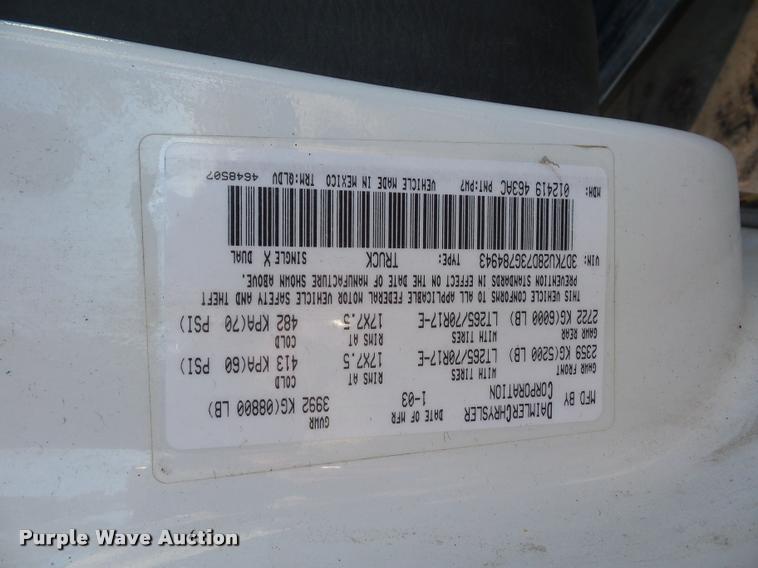 MFD BY DAIMLERCHRYSLER CORPORATION
DATE OF MFR 1-03
GVWR 3992 KG(08800 LB)
GAWR FRONT WITH TIRES RIMS AT COLD
2359 KG(5200 LB) LT265/70R17-E 17X7.5 413 KPA(60 PSI)
GAWR REAR WITH TIRES RIMS AT COLD
2722 KG(6000 LB) LT265/70R17-E 17X7.5 482 KPA(70 PSI)
THIS VEHICLE CONFORMS TO ALL APPLICABLE FEDERAL MOTOR VEHICLE SAFETY AND THEFT
PREVENTION STANDARDS IN EFFECT ON THE DATE OF MANUFACTURE SHOWN ABOVE.
VIN: 3D7KU28D73G784943 TYPE: TRUCK SINGLE X DUAL
MDH: 012419 463AC PNT:PW7 VEHICLE MADE IN MEXICO TRM:QLDV 4648507
Purple Wave Auction